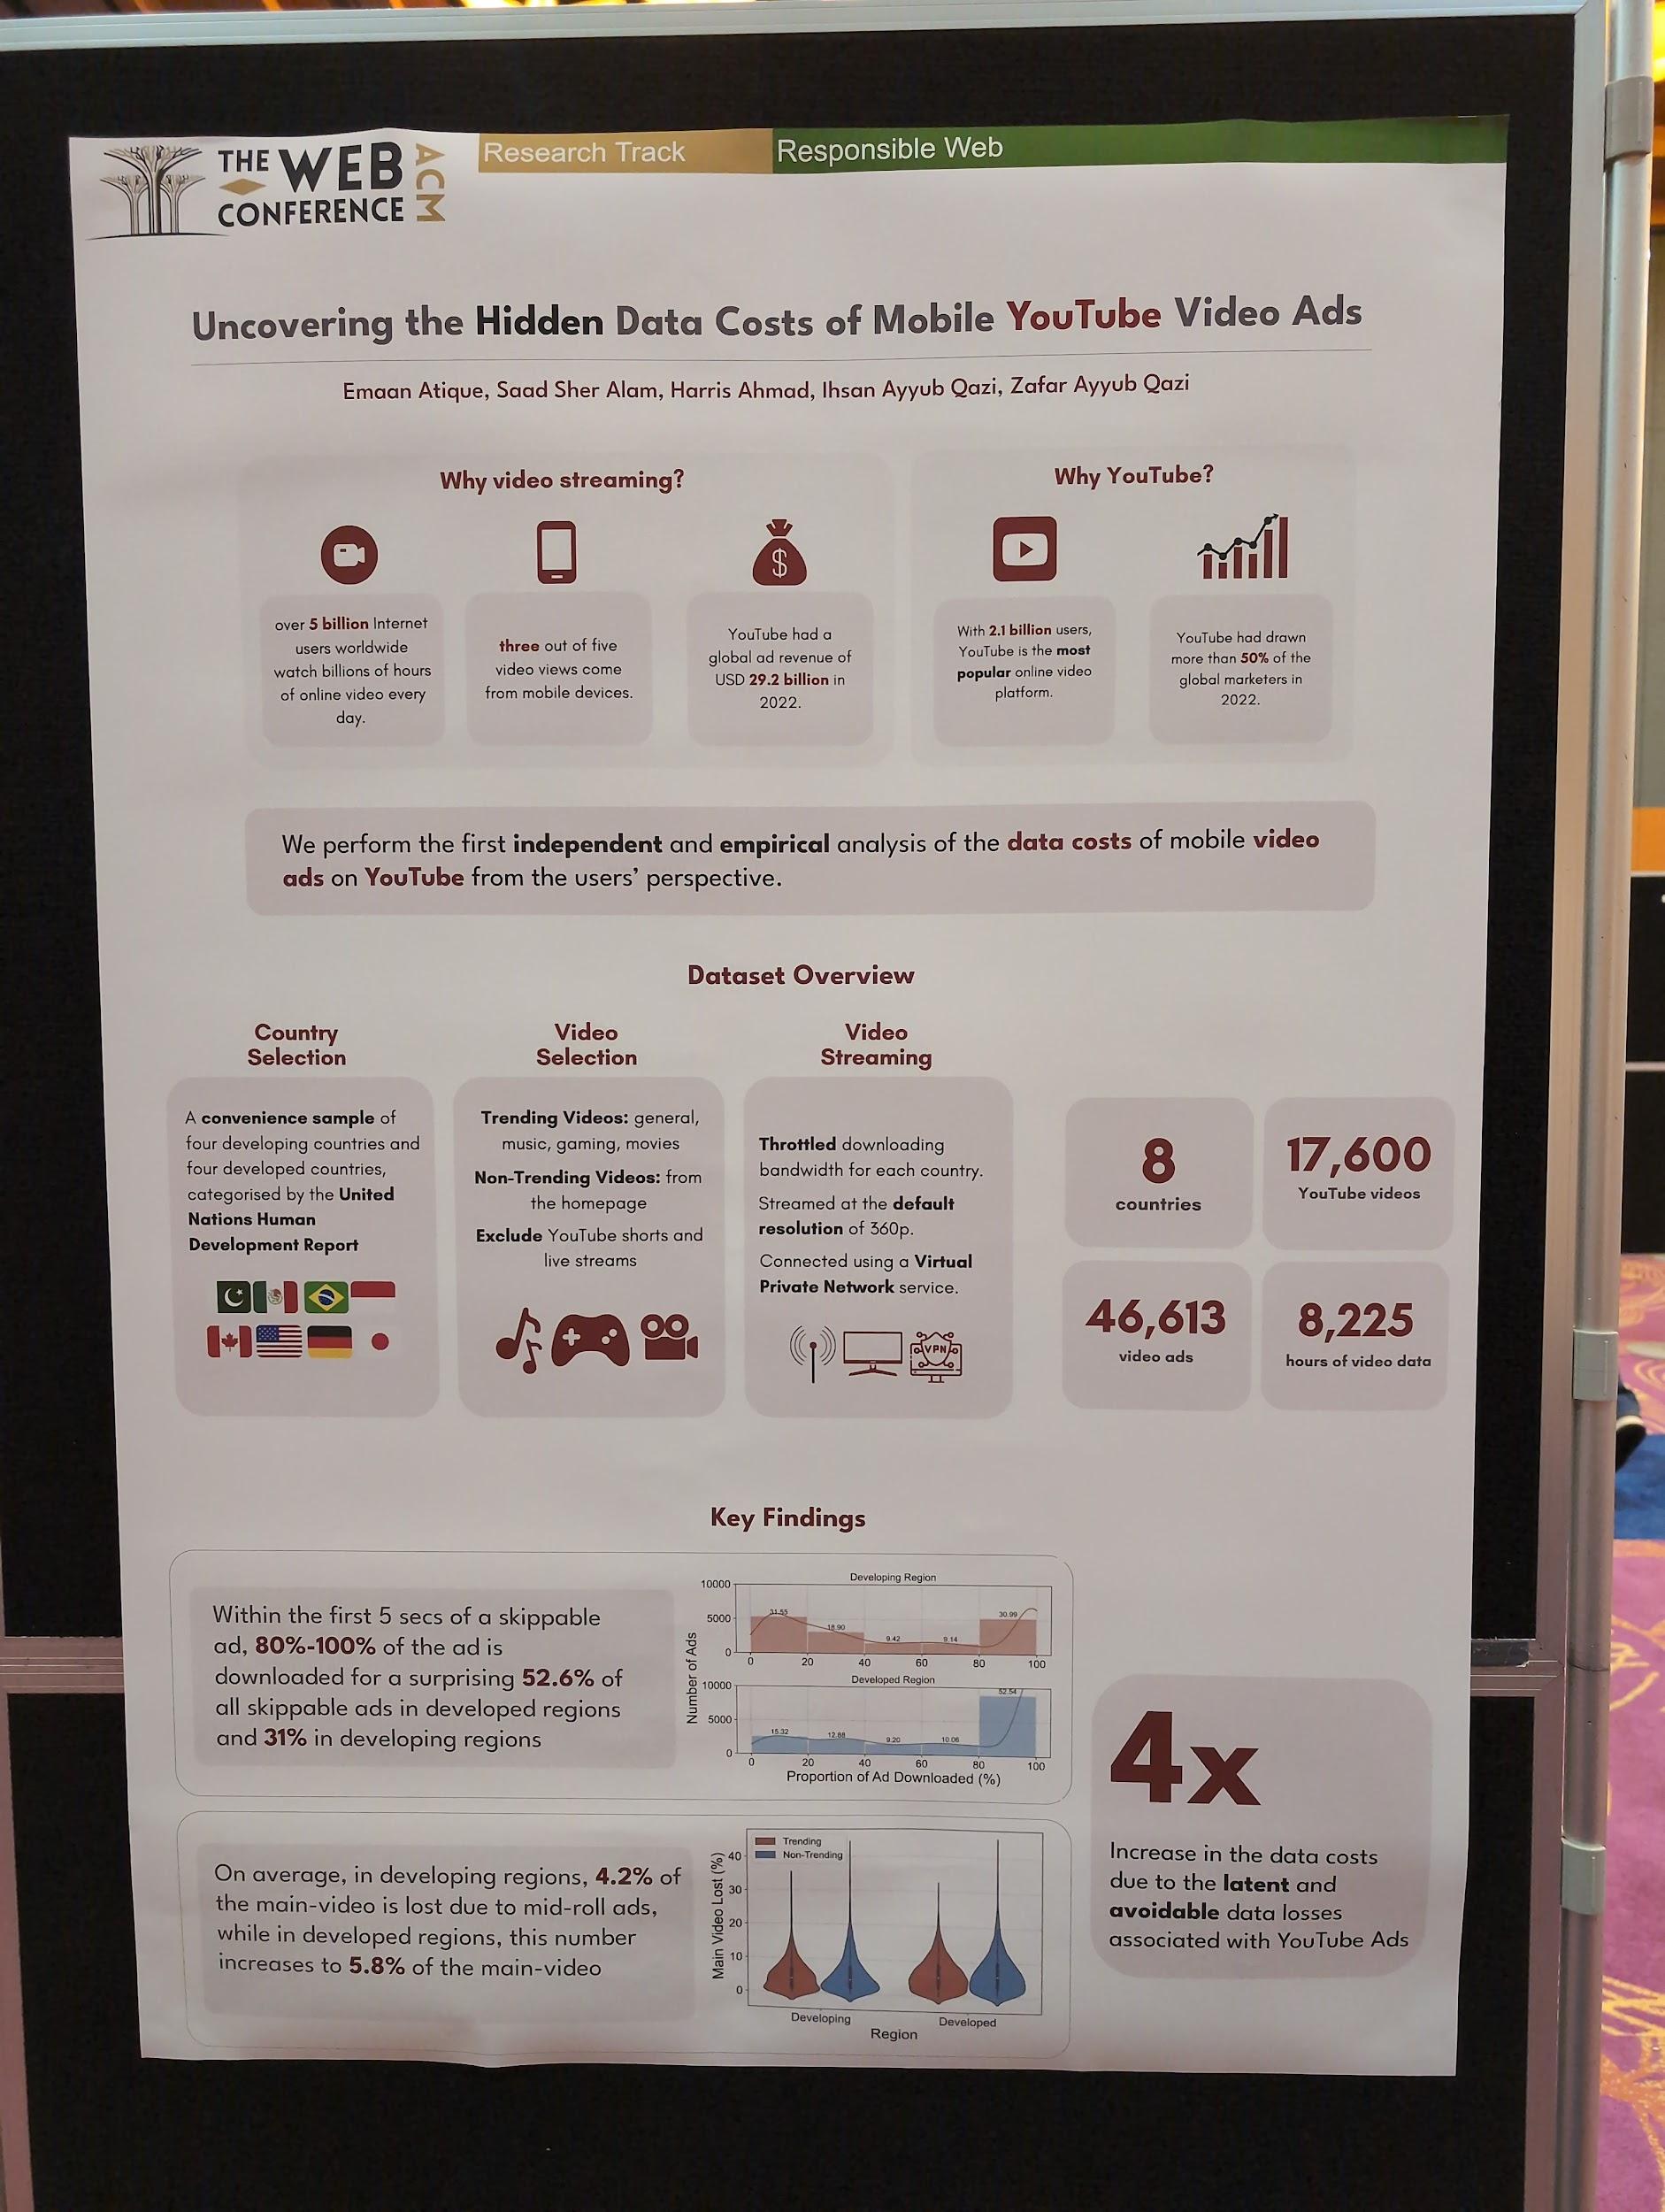 THE WEB
CONFERENCE
ACM
Research Track
Responsible Web
Uncovering the Hidden Data Costs of Mobile YouTube Video Ads
Emaan Atique, Saad Sher Alam, Harris Ahmad, Ihsan Ayyub Qazi, Zafar Ayyub Qazi
Why video streaming?
$
over 5 billion Internet
users worldwide
watch billions of hours
of online video every
day.
three out of five
video views come
from mobile devices.
YouTube had a
global ad revenue of
USD 29.2 billion in
2022.
Why YouTube?
With 2.1 billion users,
YouTube is the most
popular online video
platform.
YouTube had drawn
more than 50% of the
global marketers in
2022.
We perform the first independent and empirical analysis of the data costs of mobile video
ads on YouTube from the users’ perspective.
Dataset Overview
Country
Selection
A convenience sample of
four developing countries and
four developed countries,
categorised by the United
Nations Human
Development Report
Video
Selection
Trending Videos: general,
music, gaming, movies
Non-Trending Videos: from
the homepage
Exclude YouTube shorts and
live streams
Video
Streaming
Throttled downloading
bandwidth for each country.
Streamed at the default
resolution of 360p.
Connected using a Virtual
Private Network service.
VPN
8
countries
17,600
YouTube videos
46,613
video ads
8,225
hours of video data
Key Findings
Within the first 5 secs of a skippable
ad, 80%-100% of the ad is
downloaded for a surprising 52.6% of
all skippable ads in developed regions
and 31% in developing regions
Developing Region
10000
5000
0
31.55
18.90
9.42
9.14
30.99
0 20 40 60 80 100
Developed Region
10000
5000
0
15.32
12.88
9.20
10.06
52.54
0 20 40 60 80 100
Number of Ads
Proportion of Ad Downloaded (%)
On average, in developing regions, 4.2% of
the main-video is lost due to mid-roll ads,
while in developed regions, this number
increases to 5.8% of the main-video
Trending
Non-Trending
Main Video Lost (%)
40
30
20
10
0
Developing
Developed
Region
4x
Increase in the data costs
due to the latent and
avoidable data losses
associated with YouTube Ads